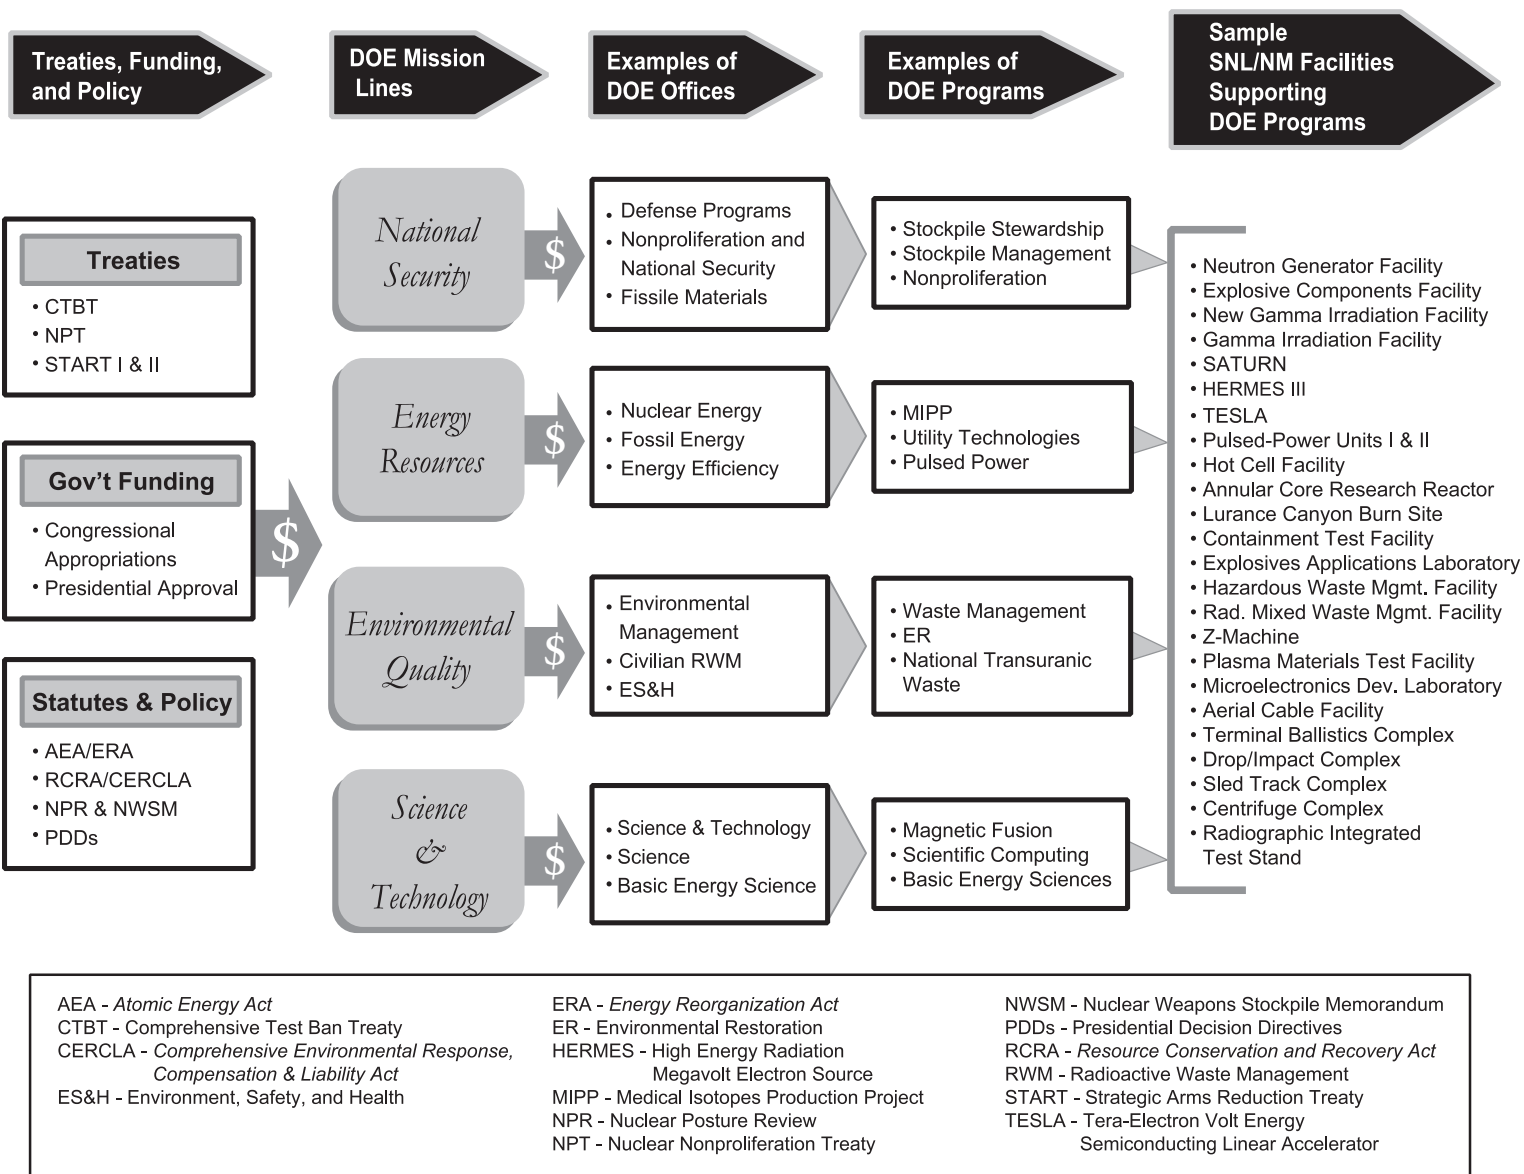 Treaties, Funding,
and Policy
DOE Mission
Lines
Examples of
DOE Offices
Examples of
DOE Programs
Sample
SNL/NM Facilities
Supporting
DOE Programs
Treaties
• CTBT
• NPT
• START I & II
Gov't Funding
• Congressional
Appropriations
• Presidential Approval
Statutes & Policy
• AEA/ERA
• RCRA/CERCLA
• NPR & NWSM
• PDDs
$
National
Security
$
• Defense Programs
• Nonproliferation and
National Security
• Fissile Materials
• Stockpile Stewardship
• Stockpile Management
• Nonproliferation
Energy
Resources
$
• Nuclear Energy
• Fossil Energy
• Energy Efficiency
• MIPP
• Utility Technologies
• Pulsed Power
Environmental
Quality
$
• Environmental
Management
• Civilian RWM
• ES&H
• Waste Management
• ER
• National Transuranic
Waste
Science
&
Technology
$
• Science & Technology
• Science
• Basic Energy Science
• Magnetic Fusion
• Scientific Computing
• Basic Energy Sciences
• Neutron Generator Facility
• Explosive Components Facility
• New Gamma Irradiation Facility
• Gamma Irradiation Facility
• SATURN
• HERMES III
• TESLA
• Pulsed-Power Units I & II
• Hot Cell Facility
• Annular Core Research Reactor
• Lurance Canyon Burn Site
• Containment Test Facility
• Explosives Applications Laboratory
• Hazardous Waste Mgmt. Facility
• Rad. Mixed Waste Mgmt. Facility
• Z-Machine
• Plasma Materials Test Facility
• Microelectronics Dev. Laboratory
• Aerial Cable Facility
• Terminal Ballistics Complex
• Drop/Impact Complex
• Sled Track Complex
• Centrifuge Complex
• Radiographic Integrated
Test Stand
AEA - Atomic Energy Act
CTBT - Comprehensive Test Ban Treaty
CERCLA - Comprehensive Environmental Response,
Compensation & Liability Act
ES&H - Environment, Safety, and Health
ERA - Energy Reorganization Act
ER - Environmental Restoration
HERMES - High Energy Radiation
Megavolt Electron Source
MIPP - Medical Isotopes Production Project
NPR - Nuclear Posture Review
NPT - Nuclear Nonproliferation Treaty
NWSM - Nuclear Weapons Stockpile Memorandum
PDDs - Presidential Decision Directives
RCRA - Resource Conservation and Recovery Act
RWM - Radioactive Waste Management
START - Strategic Arms Reduction Treaty
TESLA - Tera-Electron Volt Energy
Semiconducting Linear Accelerator